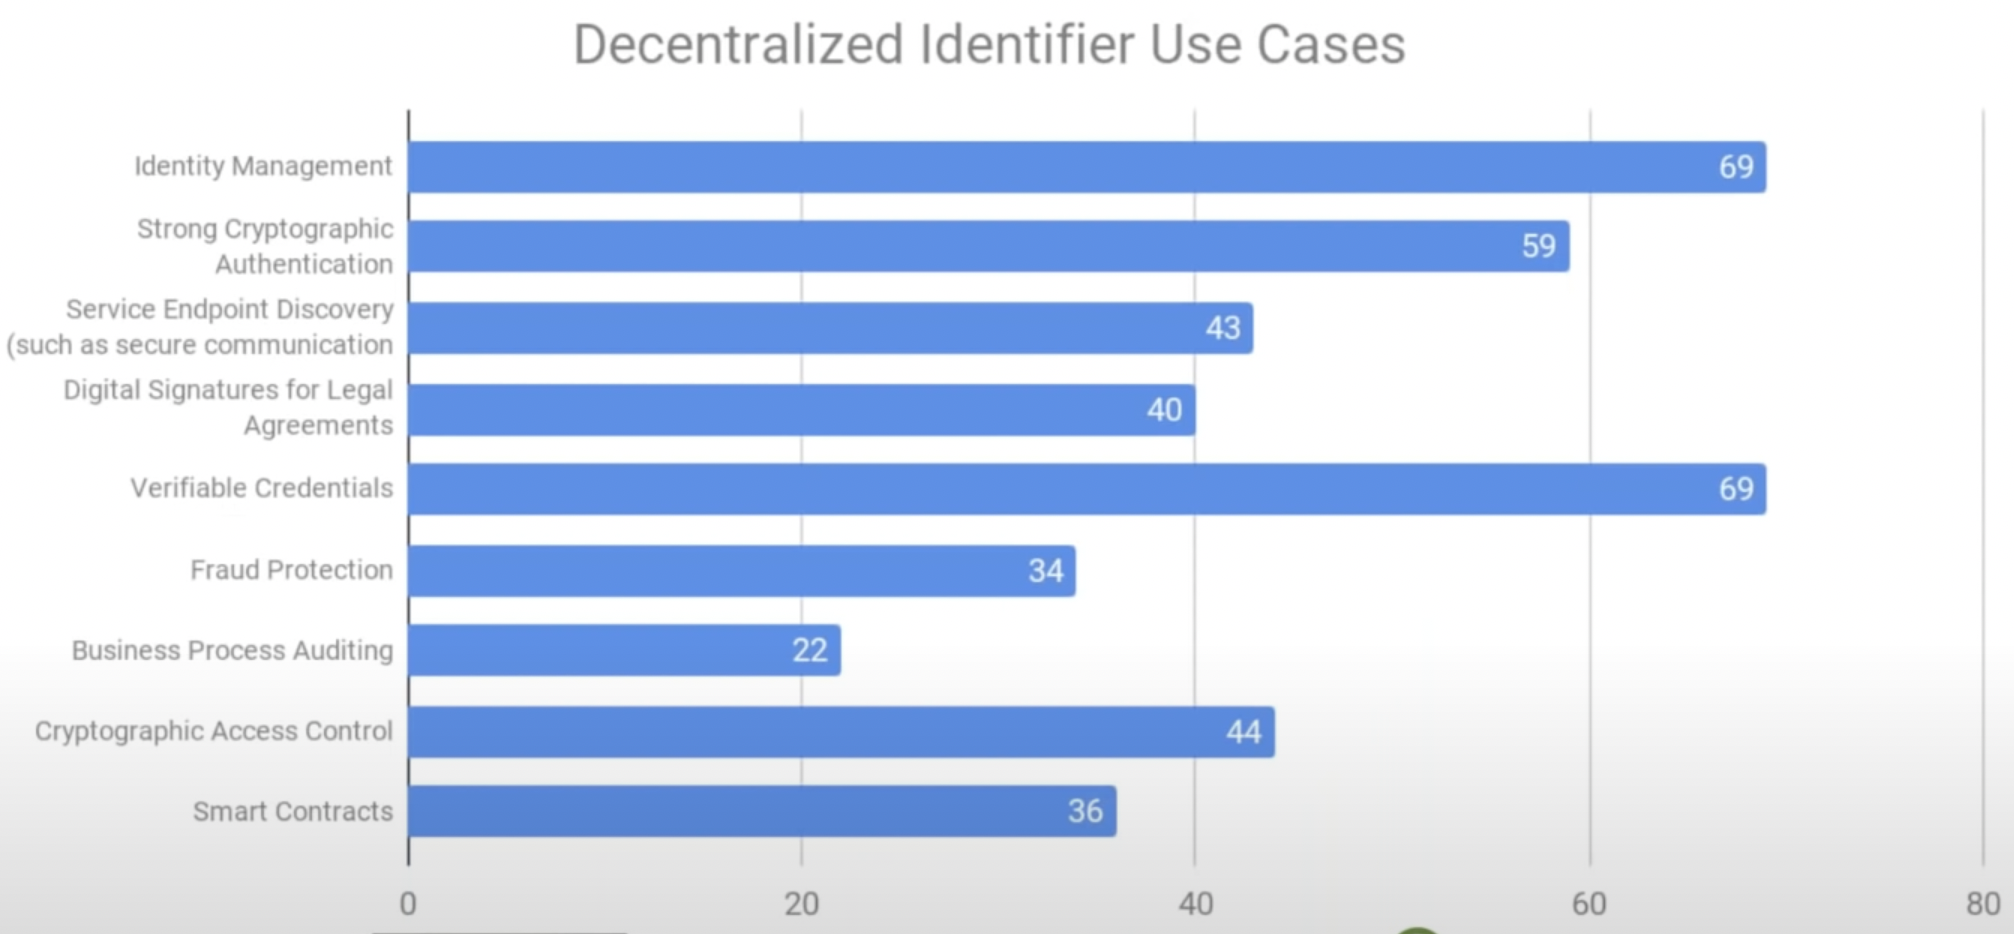 Decentralized Identifier Use Cases
Identity Management
69
Strong Cryptographic
Authentication
59
Service Endpoint Discovery
(such as secure communication
43
Digital Signatures for Legal
Agreements
40
Verifiable Credentials
69
Fraud Protection
34
Business Process Auditing
22
Cryptographic Access Control
44
Smart Contracts
36
0 20 40 60 80